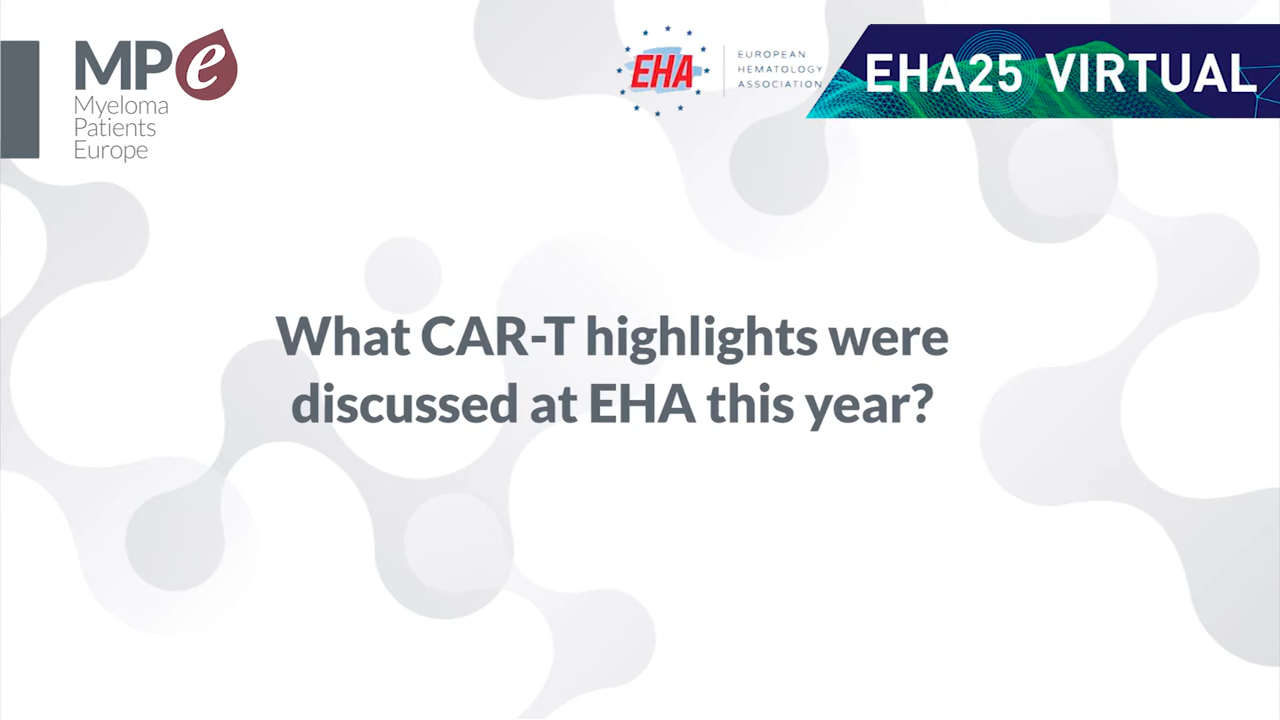 MPe
Myeloma
Patients
Europe
EHA
EUROPEAN
HEMATOLOGY
ASSOCIATION
EHA25 VIRTUAL
What CAR-T highlights were
discussed at EHA this year?